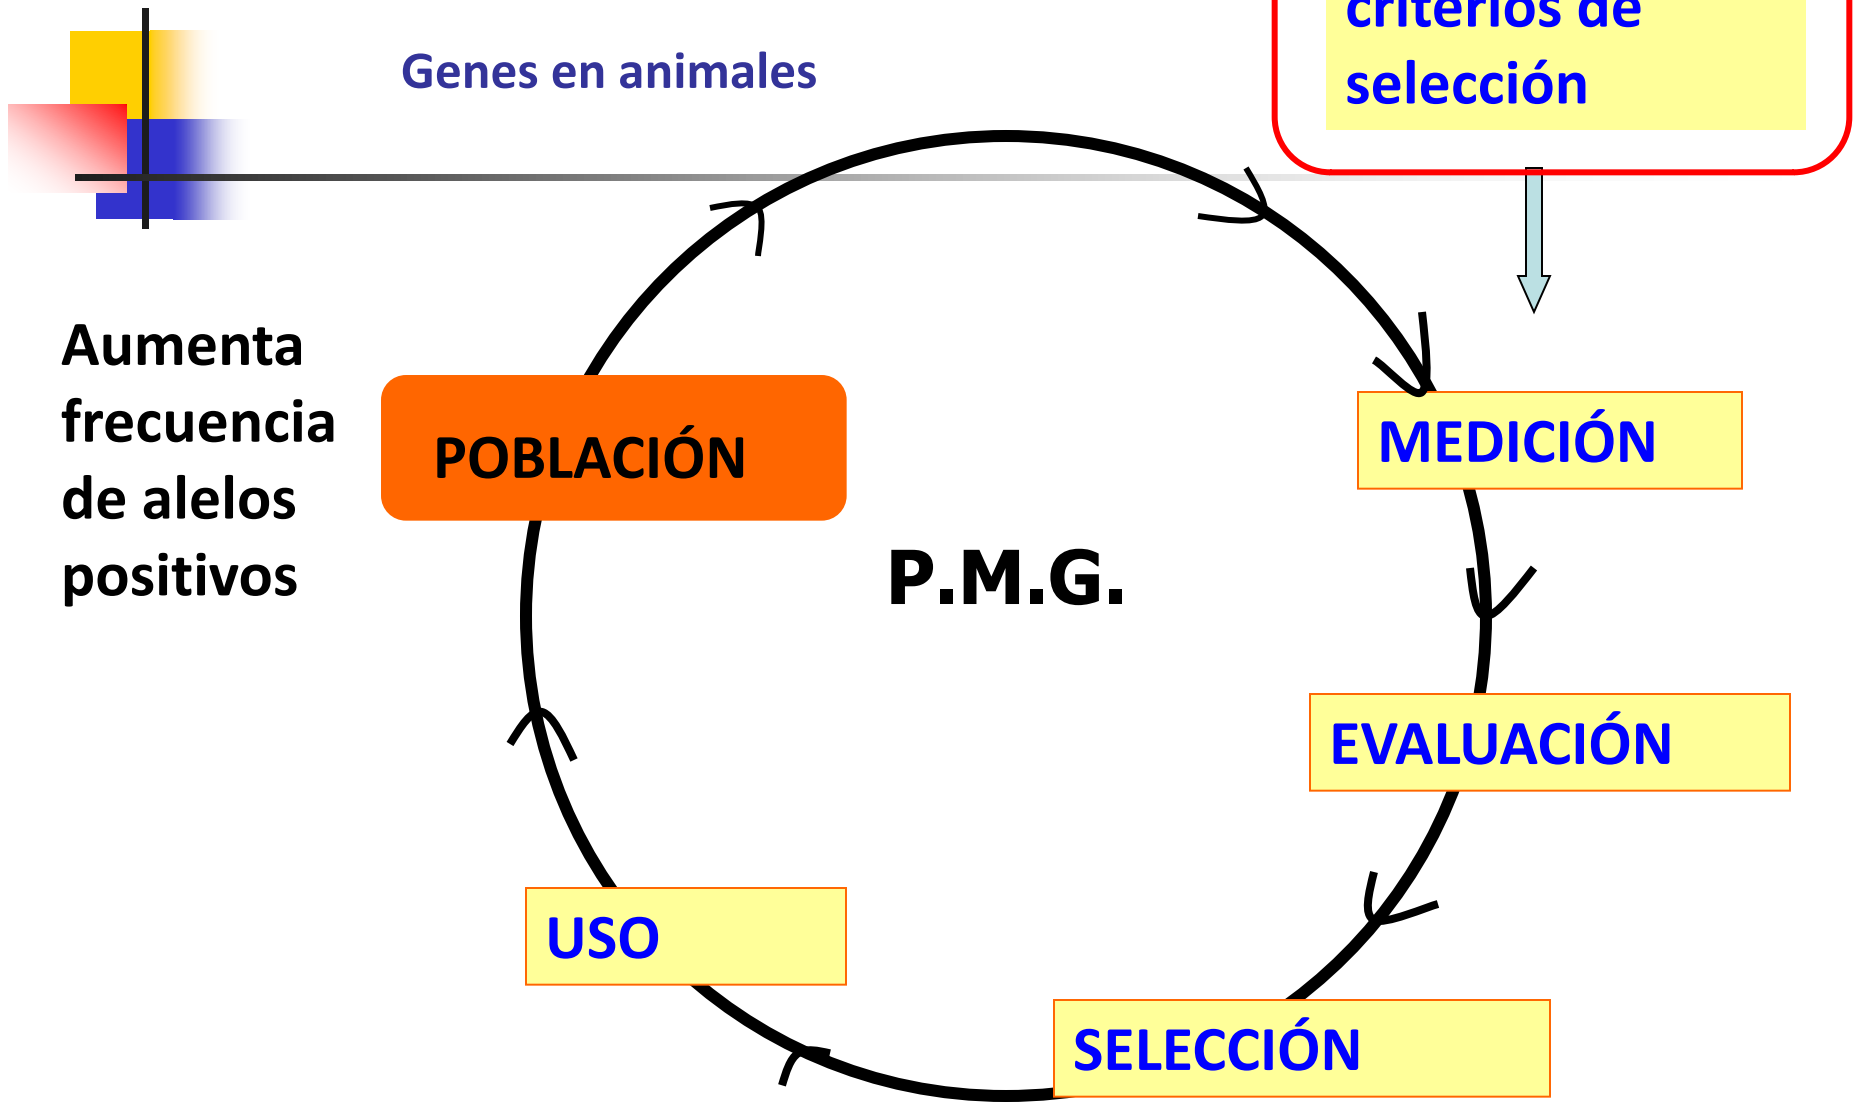 criterios de
selección
Genes en animales
Aumenta
frecuencia
de alelos
positivos
POBLACIÓN
MEDICIÓN
P.M.G.
EVALUACIÓN
USO
SELECCIÓN